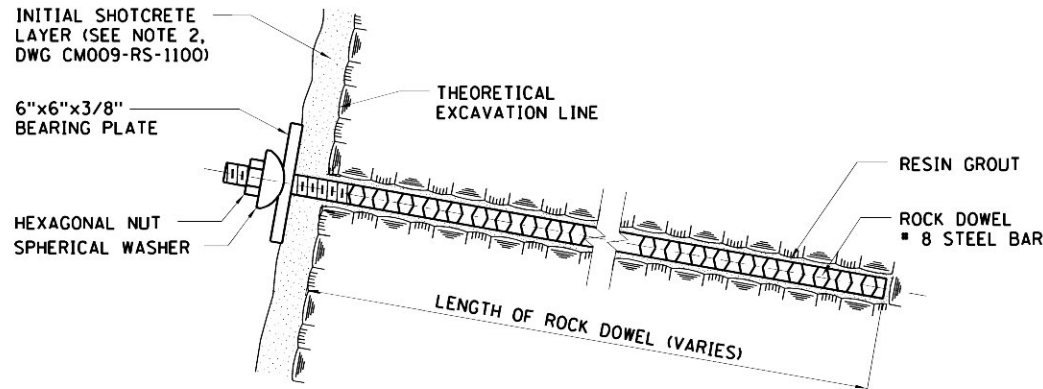 INITIAL SHOTCRETE
LAYER (SEE NOTE 2,
DWG CM009-RS-1100)
6"x6"x3/8"
BEARING PLATE
THEORETICAL
EXCAVATION LINE
HEXAGONAL NUT
SPHERICAL WASHER
RESIN GROUT
ROCK DOWEL
# 8 STEEL BAR
LENGTH OF ROCK DOWEL (VARIES)